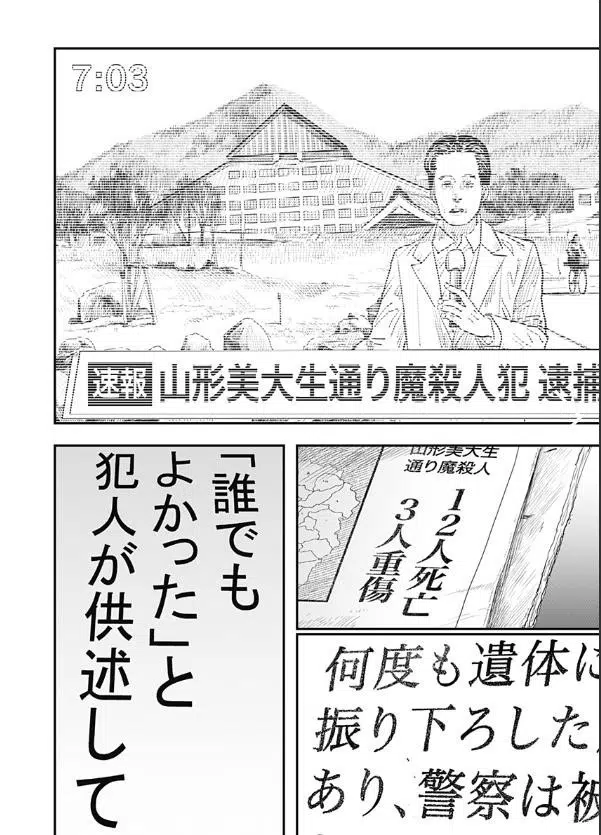 7:03
速報 山形美大生通り魔殺人犯 逮捕
山形美大生
通り魔殺人
12人死亡
3人重傷
何度も遺体に
振り下ろした
あり、警察は被
「誰でも
よかった」と
犯人が供述して